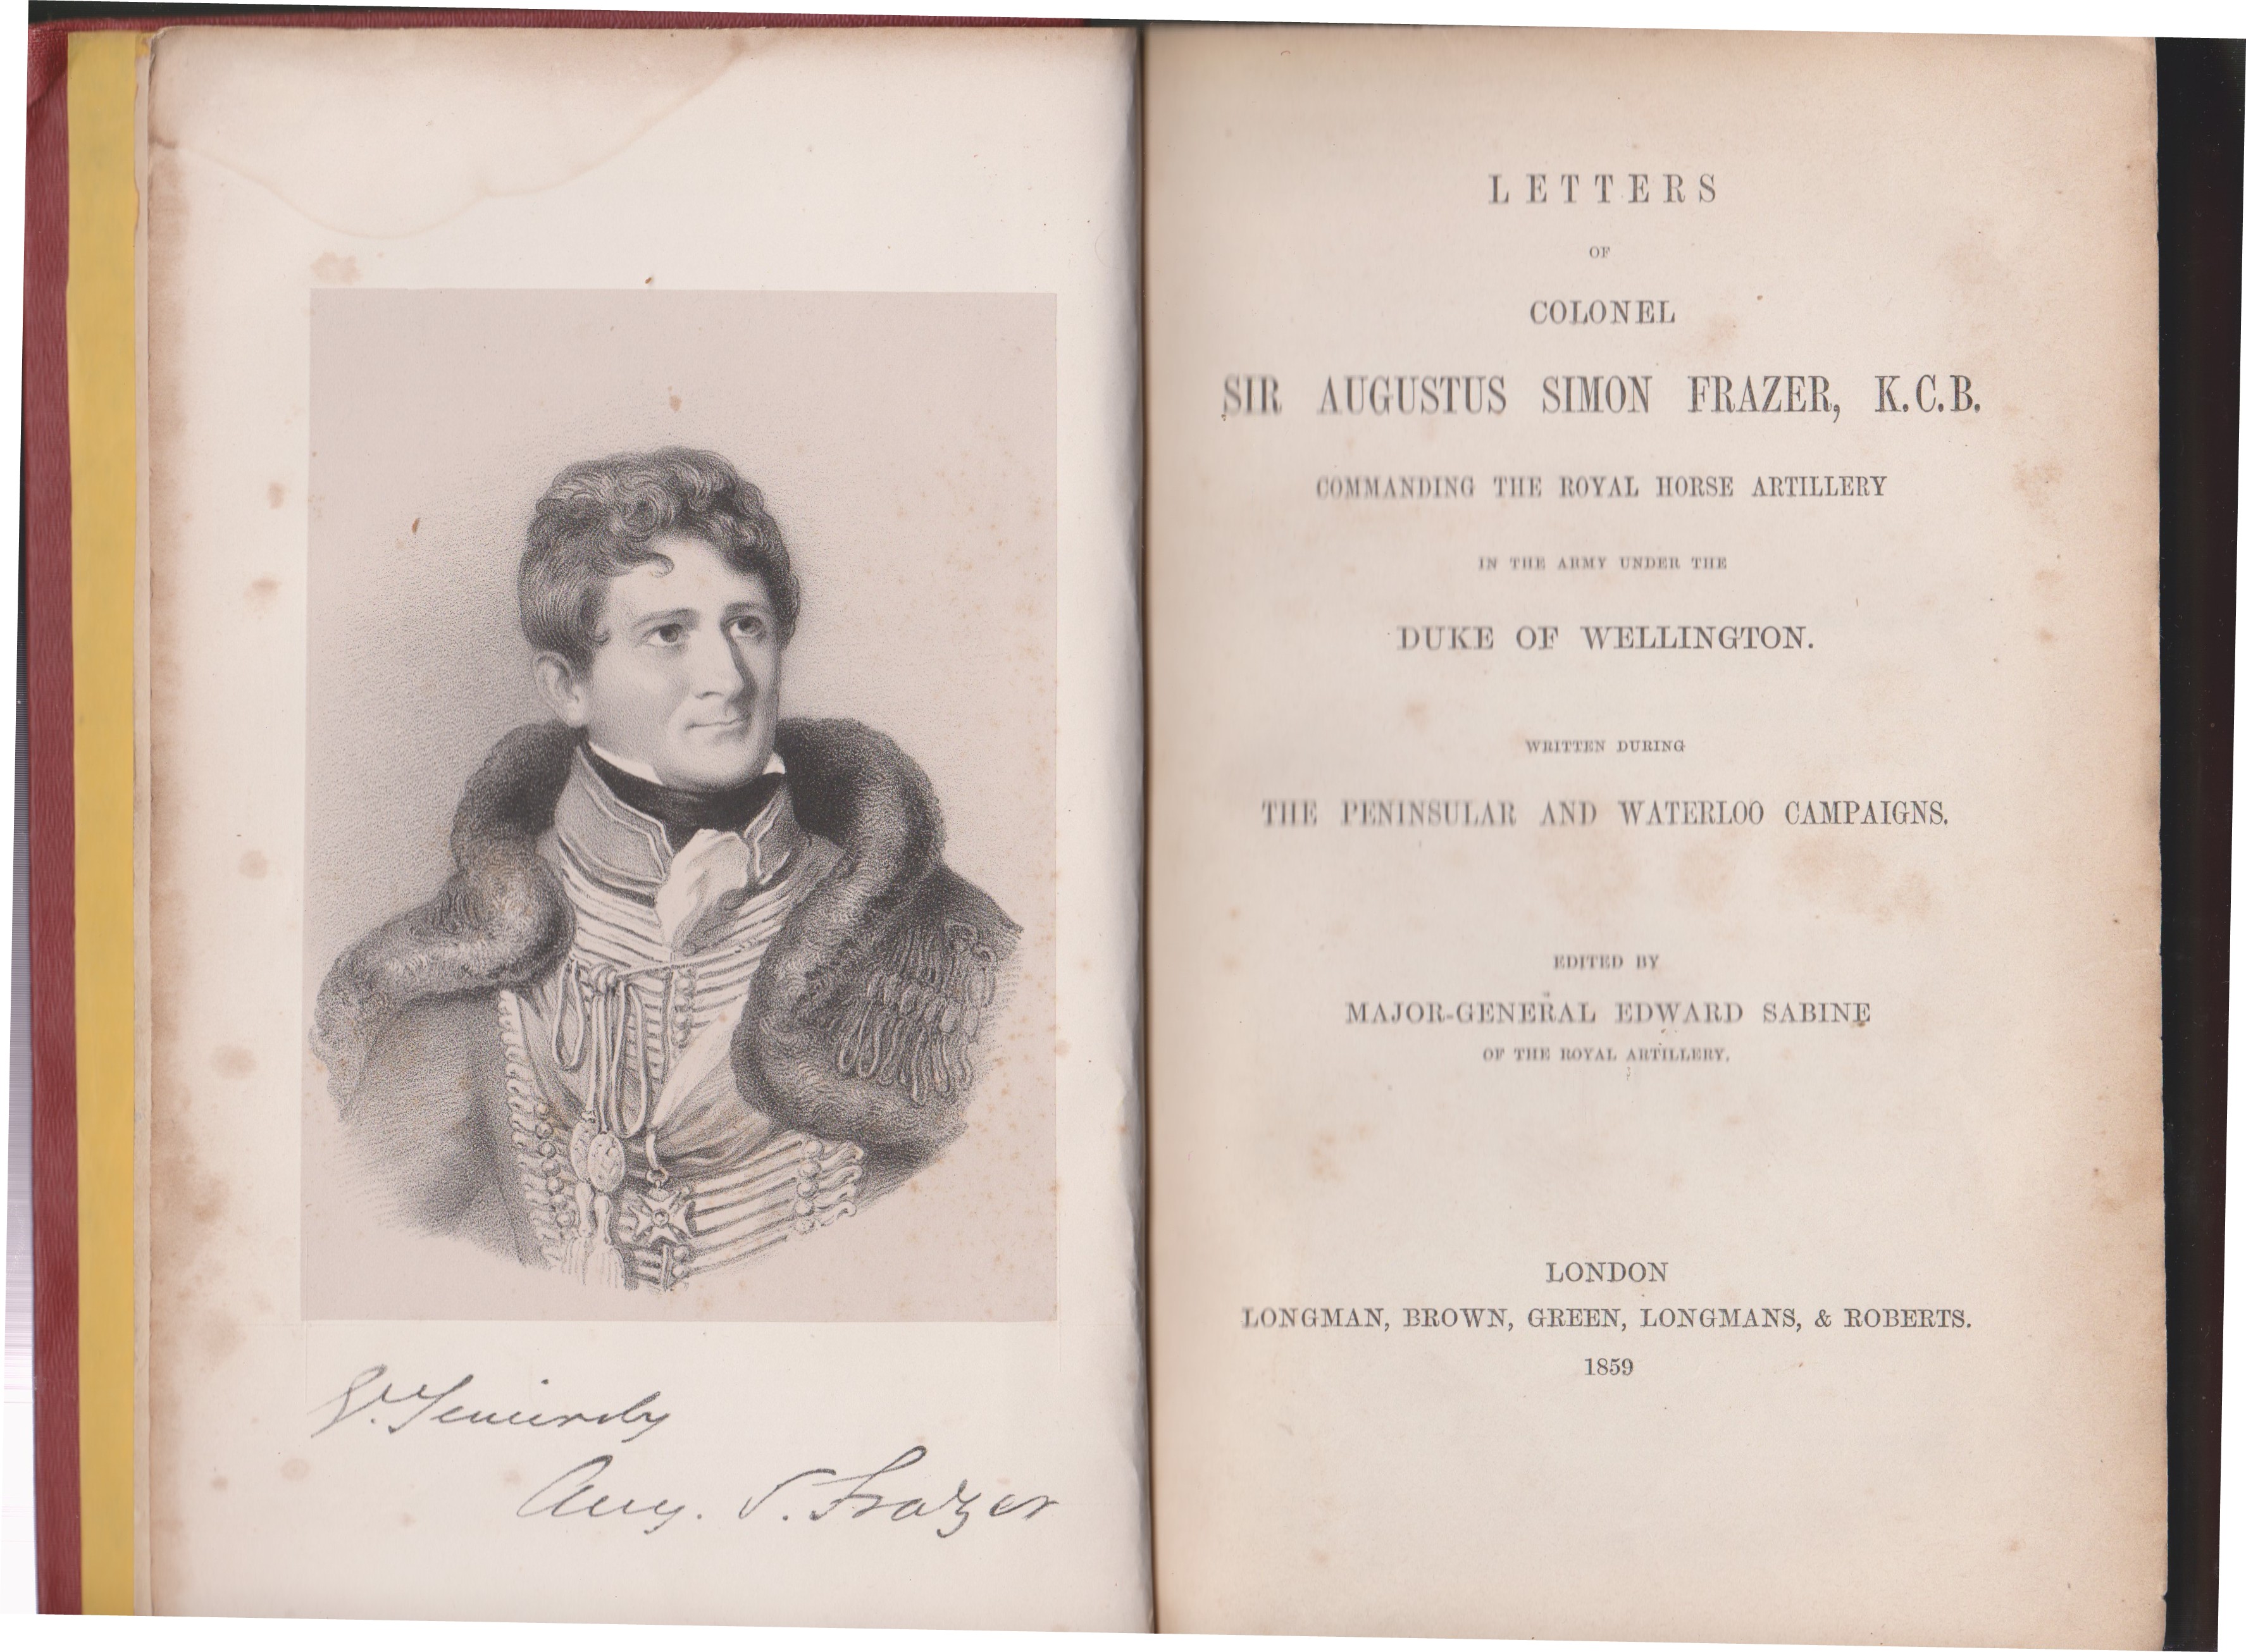 Yr. Sincerely
Aug. S. Frazer
LETTERS
OF
COLONEL
SIR AUGUSTUS SIMON FRAZER, K.C.B.
COMMANDING THE ROYAL HORSE ARTILLERY
IN THE ARMY UNDER THE
DUKE OF WELLINGTON.
WRITTEN DURING
THE PENINSULAR AND WATERLOO CAMPAIGNS.
EDITED BY
MAJOR-GENERAL EDWARD SABINE
OF THE ROYAL ARTILLERY.
LONDON
LONGMAN, BROWN, GREEN, LONGMANS, & ROBERTS.
1859